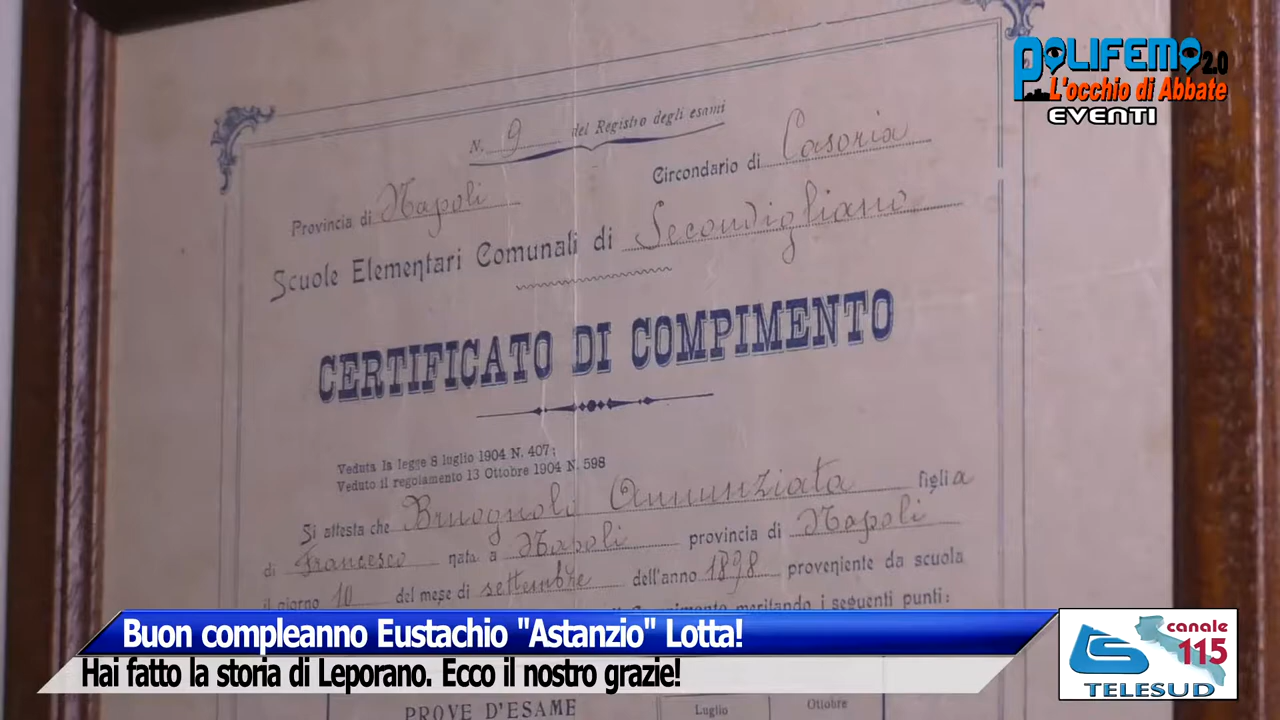 POLIFEMO 2.0
L'occhio di Abbate
EVENTI
N. 9 del Registro degli esami
Provincia di Napoli Circondario di Casoria
Scuole Elementari Comunali di Secondigliano
CERTIFICATO DI COMPIMENTO
Veduta la legge 8 luglio 1904 N. 407;
Veduto il regolamento 13 Ottobre 1904 N. 598
Si attesta che Bruognoli Annunziata figlia
di Francesco nata a Napoli provincia di Napoli
il giorno 10 del mese di settembre dell'anno 1898 proveniente da scuola
meritando i seguenti punti:
Buon compleanno Eustachio "Astanzio" Lotta!
Hai fatto la storia di Leporano. Ecco il nostro grazie!
canale
115
TELESUD
PROVE D'ESAME Luglio Ottobre